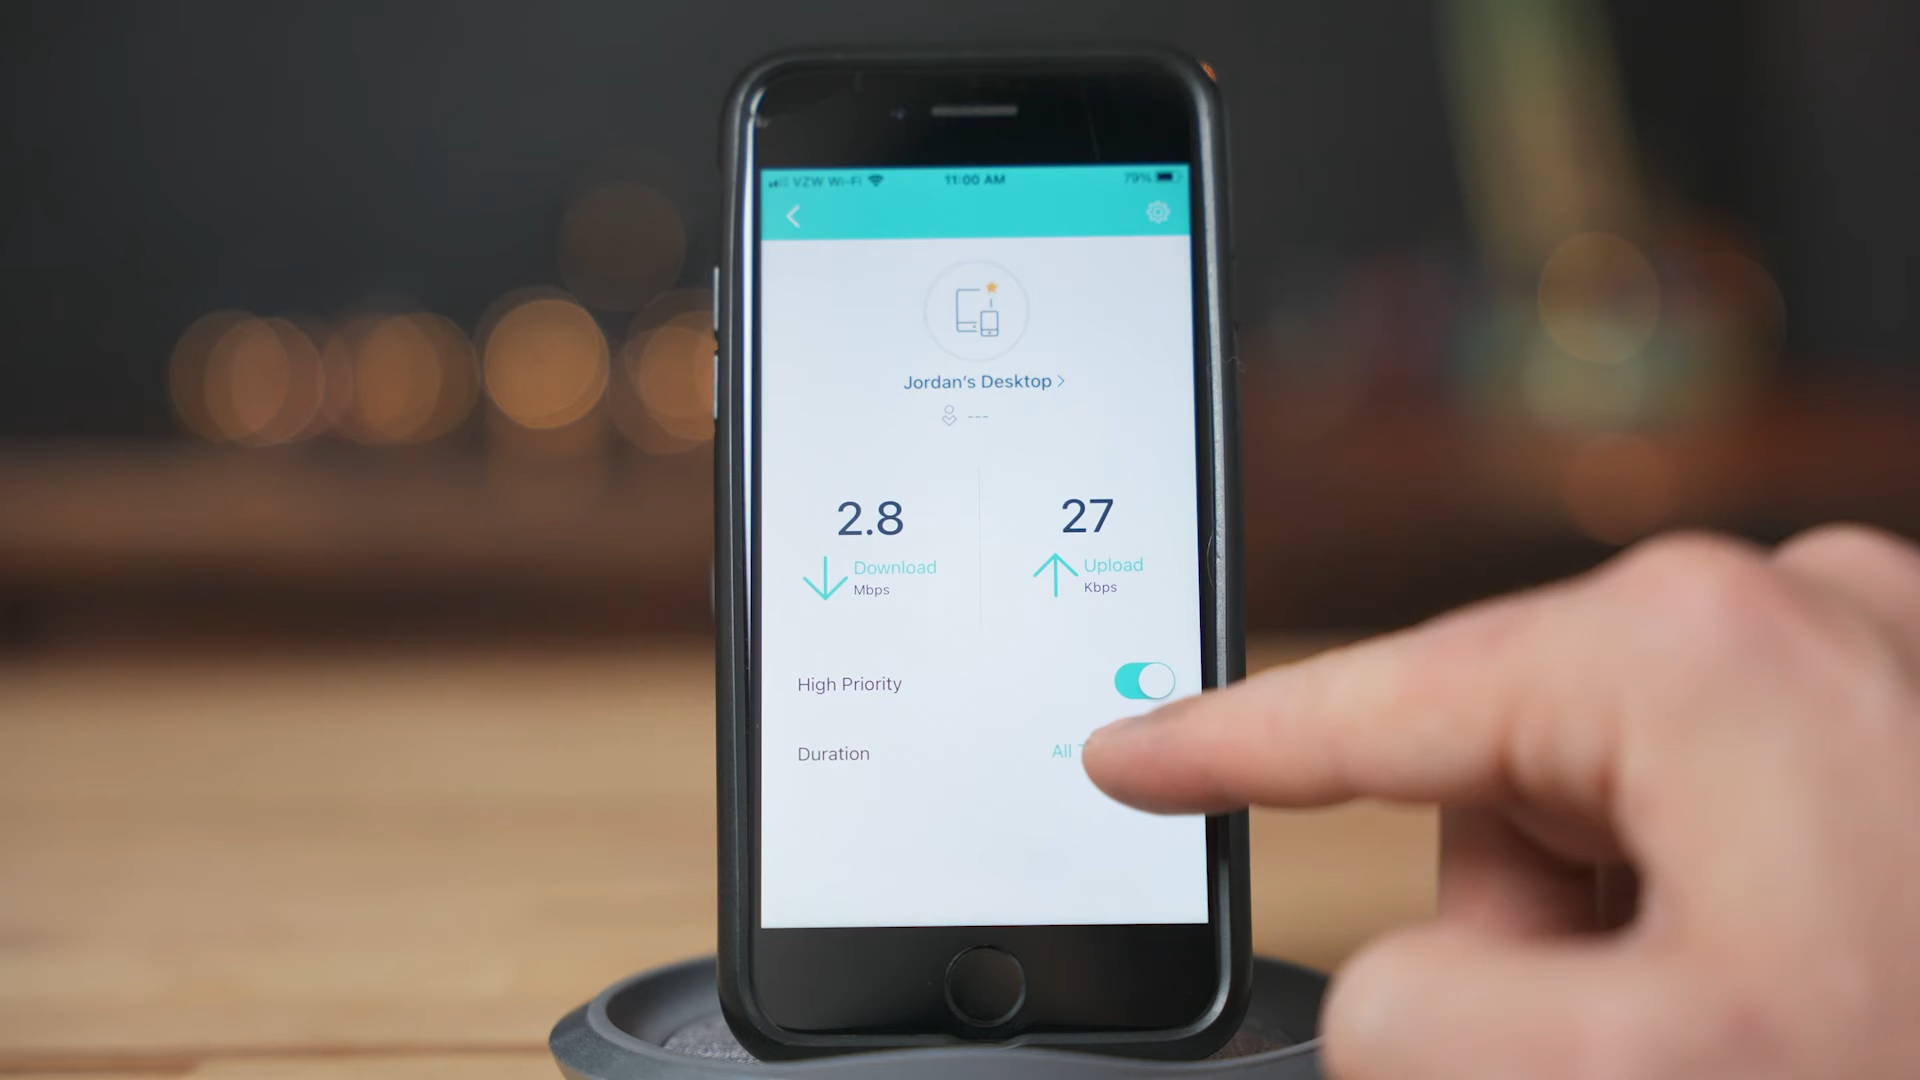 VZW Wi-Fi 11:00 AM 79%
Jordan's Desktop >
---
2.8 27
Download Upload
Mbps Kbps
High Priority
Duration All